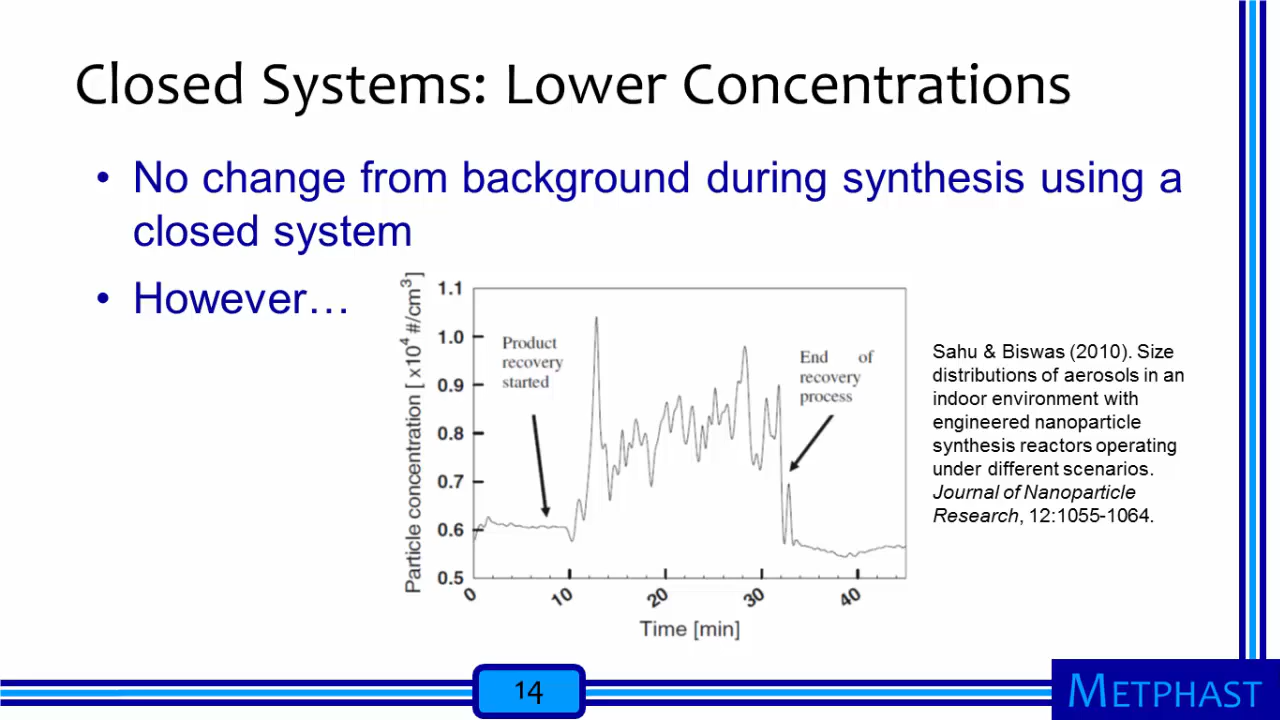 Closed Systems: Lower Concentrations
• No change from background during synthesis using a
closed system
• However…
Particle concentration [ x10⁴ #/cm³]
1.1
1.0
0.9
0.8
0.7
0.6
0.5
Product
recovery
started
End of
recovery
process
0
10
20
30
40
Time [min]
Sahu & Biswas (2010). Size
distributions of aerosols in an
indoor environment with
engineered nanoparticle
synthesis reactors operating
under different scenarios.
Journal of Nanoparticle
Research, 12:1055-1064.
14
METPHAST